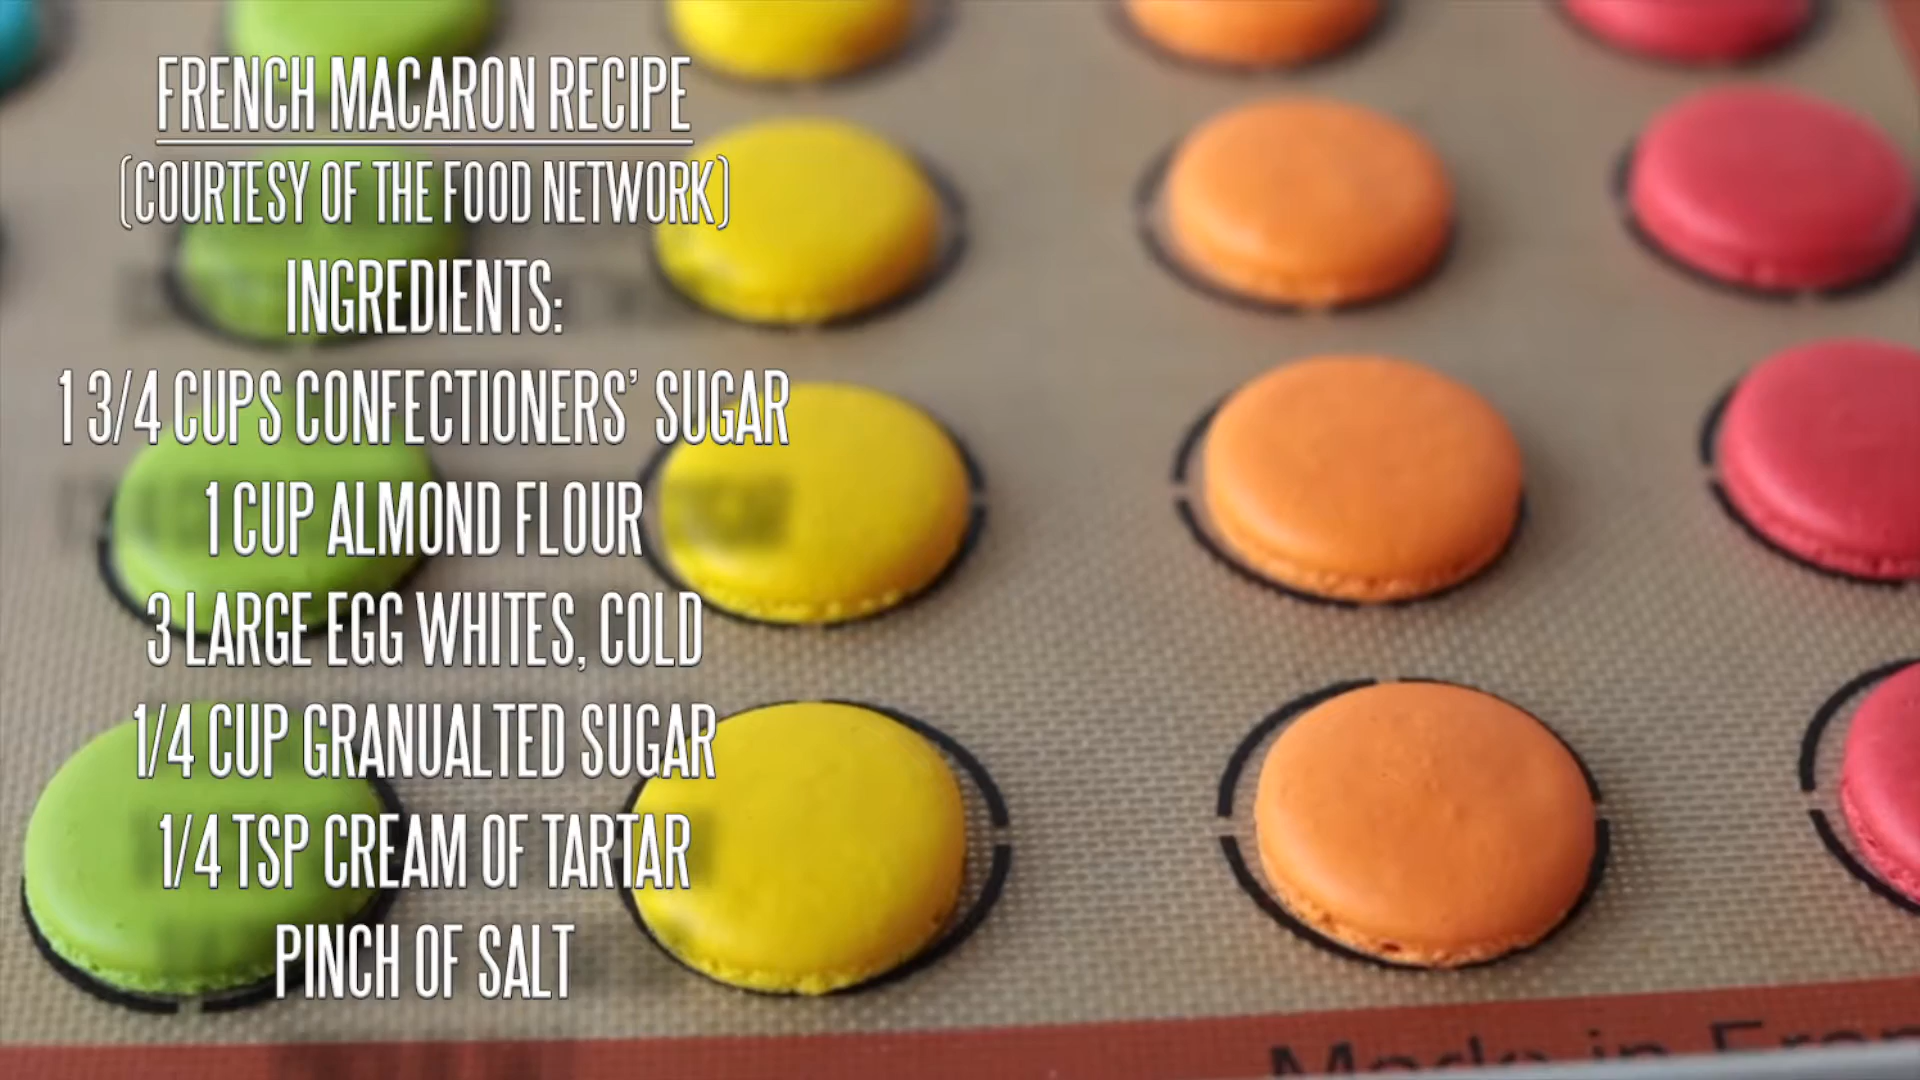 FRENCH MACARON RECIPE
(COURTESY OF THE FOOD NETWORK)
INGREDIENTS:
1 3/4 CUPS CONFECTIONERS’ SUGAR
1 CUP ALMOND FLOUR
3 LARGE EGG WHITES, COLD
1/4 CUP GRANUALTED SUGAR
1/4 TSP CREAM OF TARTAR
PINCH OF SALT
Made in